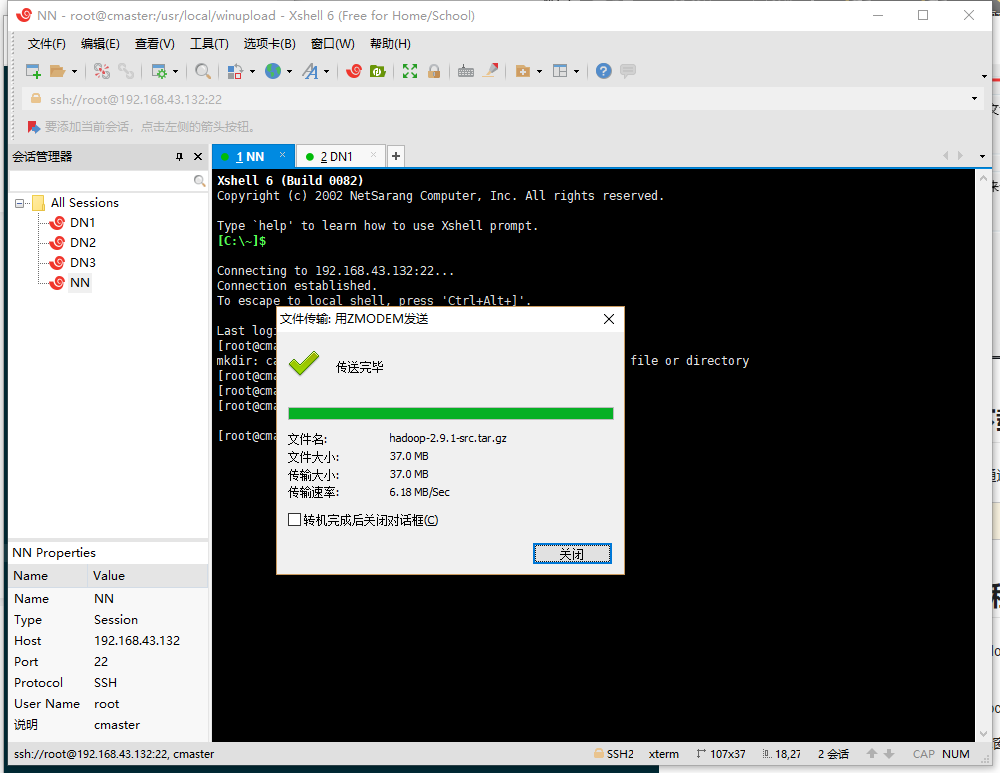 NN - root@cmaster:/usr/local/winupload - Xshell 6 (Free for Home/School)
文件(F) 编辑(E) 查看(V) 工具(T) 选项卡(B) 窗口(W) 帮助(H)
ssh://root@192.168.43.132:22
要添加当前会话，点击左侧的箭头按钮。
会话管理器
1 NN
2 DN1
All Sessions
DN1
DN2
DN3
NN
NN Properties
Name Value
Name NN
Type Session
Host 192.168.43.132
Port 22
Protocol SSH
User Name root
说明 cmaster
Xshell 6 (Build 0082)
Copyright (c) 2002 NetSarang Computer, Inc. All rights reserved.
Type `help' to learn how to use Xshell prompt.
[C:\~]$
Connecting to 192.168.43.132:22...
Connection established.
To escape to local shell, press 'Ctrl+Alt+]'.
Last logi
[root@cma
mkdir: ca file or directory
[root@cma
[root@cma
[root@cma
[root@cma
文件传输: 用ZMODEM发送
传送完毕
文件名: hadoop-2.9.1-src.tar.gz
文件大小: 37.0 MB
传输大小: 37.0 MB
传输速率: 6.18 MB/Sec
转机完成后关闭对话框(C)
关闭
ssh://root@192.168.43.132:22, cmaster
SSH2 xterm 107x37 18,27 2 会话 CAP NUM